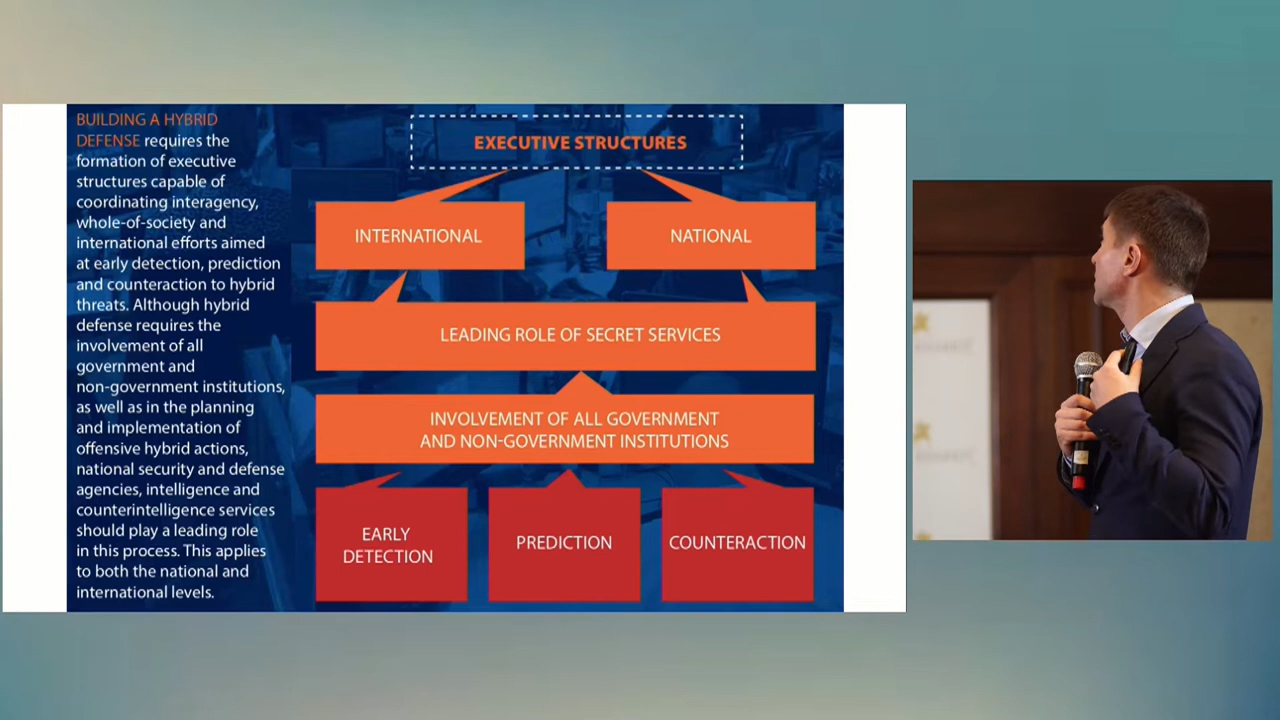 BUILDING A HYBRID
DEFENSE requires the
formation of executive
structures capable of
coordinating interagency,
whole-of-society and
international efforts aimed
at early detection, prediction
and counteraction to hybrid
threats. Although hybrid
defense requires the
involvement of all
government and
non-government institutions,
as well as in the planning
and implementation of
offensive hybrid actions,
national security and defense
agencies, intelligence and
counterintelligence services
should play a leading role
in this process. This applies
to both the national and
international levels.
EXECUTIVE STRUCTURES
INTERNATIONAL
NATIONAL
LEADING ROLE OF SECRET SERVICES
INVOLVEMENT OF ALL GOVERNMENT
AND NON-GOVERNMENT INSTITUTIONS
EARLY
DETECTION
PREDICTION
COUNTERACTION